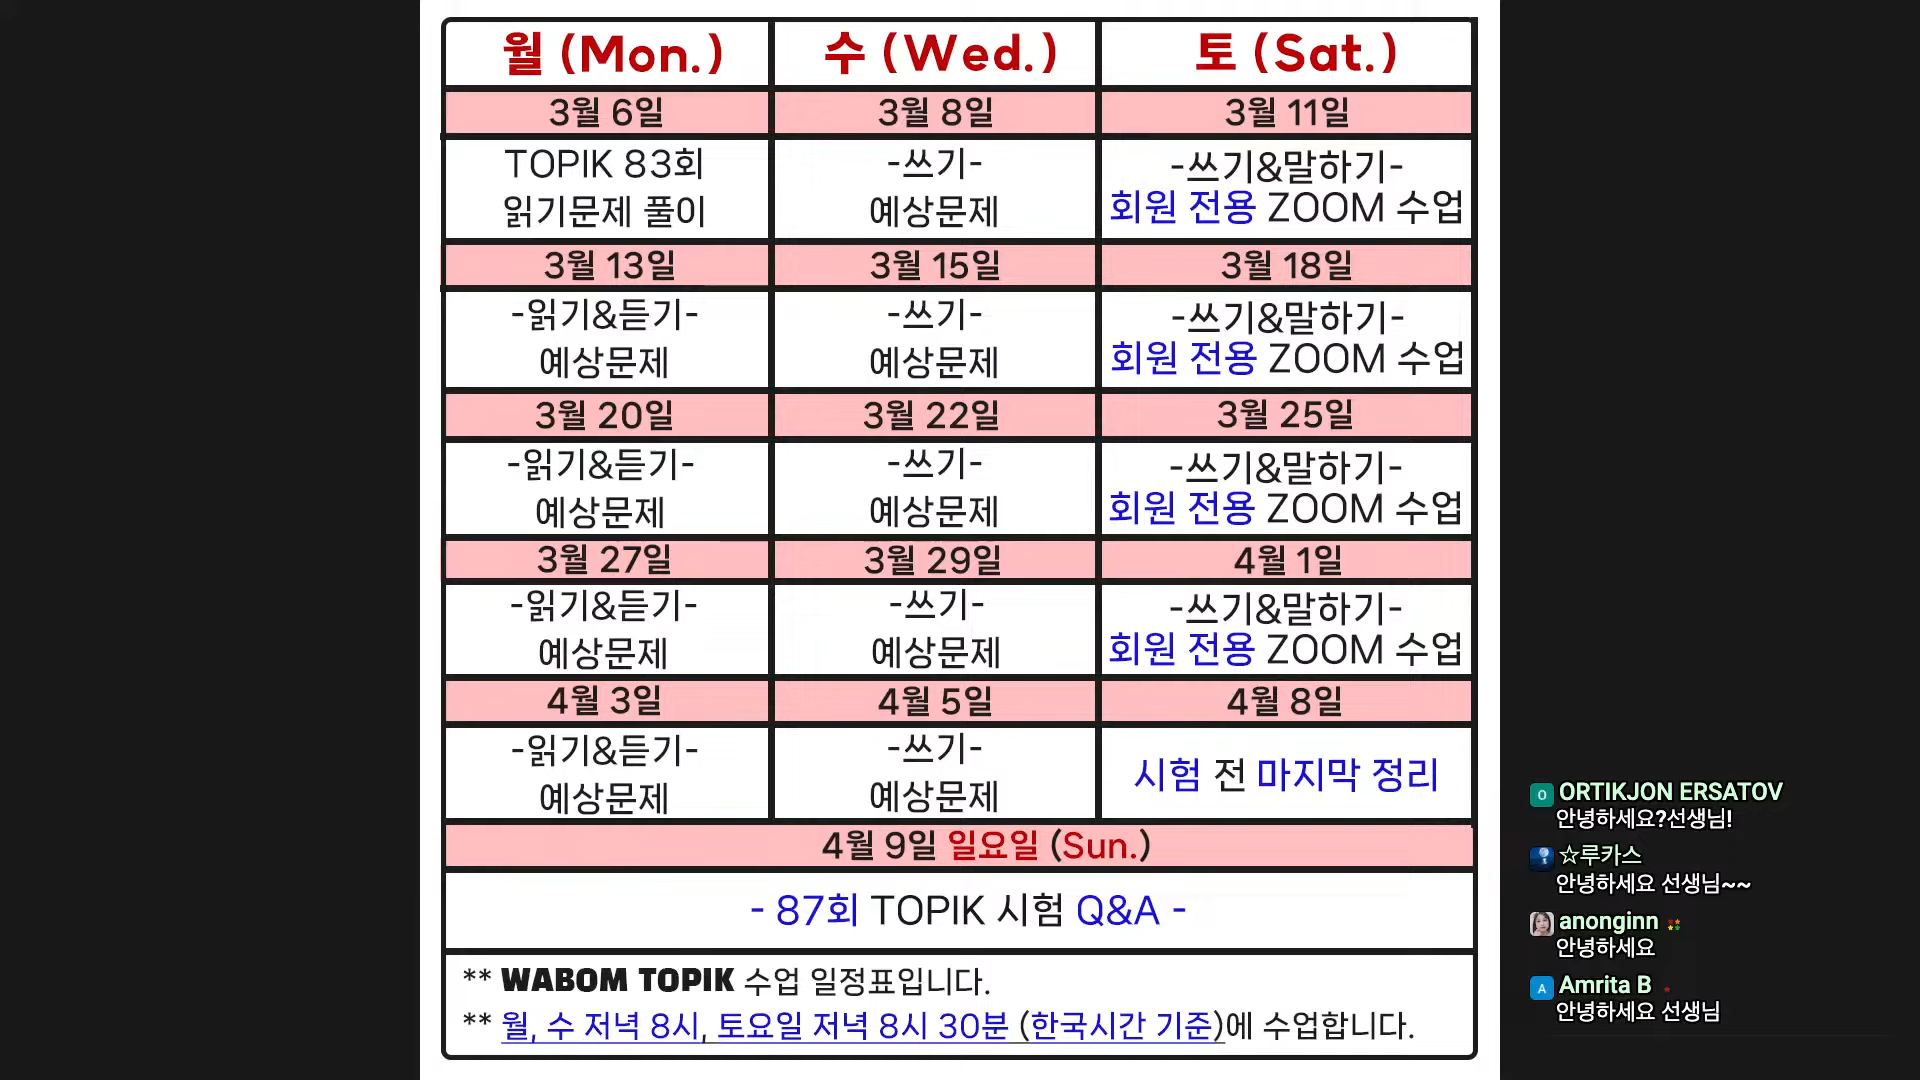 월 (Mon.) 수 (Wed.) 토 (Sat.)
3월 6일 3월 8일 3월 11일
TOPIK 83회 -쓰기- -쓰기&말하기-
읽기문제 풀이 예상문제 회원 전용 ZOOM 수업
3월 13일 3월 15일 3월 18일
-읽기&듣기- -쓰기- -쓰기&말하기-
예상문제 예상문제 회원 전용 ZOOM 수업
3월 20일 3월 22일 3월 25일
-읽기&듣기- -쓰기- -쓰기&말하기-
예상문제 예상문제 회원 전용 ZOOM 수업
3월 27일 3월 29일 4월 1일
-읽기&듣기- -쓰기- -쓰기&말하기-
예상문제 예상문제 회원 전용 ZOOM 수업
4월 3일 4월 5일 4월 8일
-읽기&듣기- -쓰기- 시험 전 마지막 정리
예상문제 예상문제
4월 9일 일요일 (Sun.)
- 87회 TOPIK 시험 Q&A -
** WABOM TOPIK 수업 일정표입니다.
** 월, 수 저녁 8시, 토요일 저녁 8시 30분 (한국시간 기준)에 수업합니다.
O ORTIKJON ERSATOV
안녕하세요?선생님!
☆루카스
안녕하세요 선생님~~
anonginn
안녕하세요
A Amrita B
안녕하세요 선생님